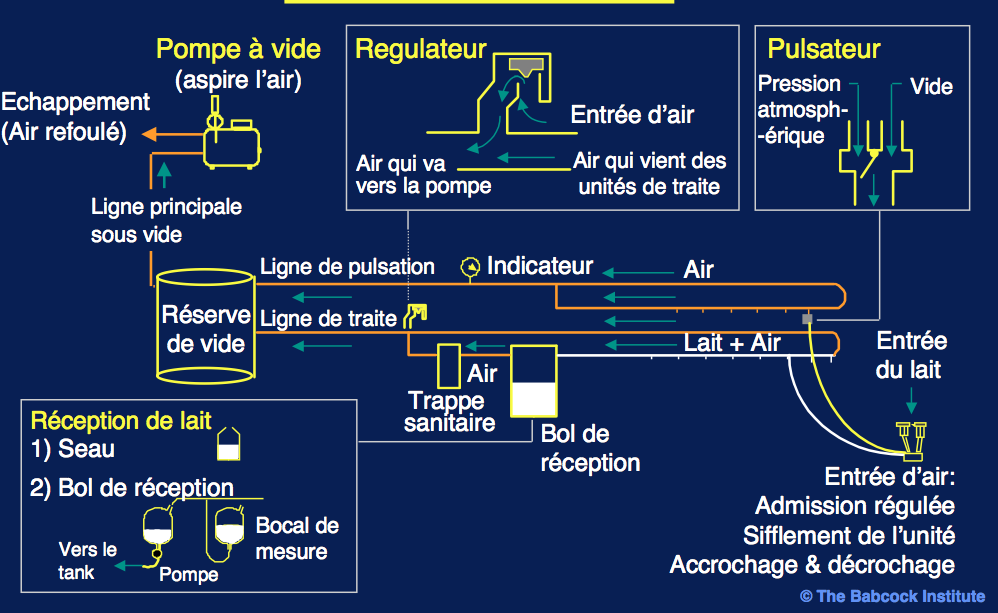 Pompe à vide
(aspire l'air)
Echappement
(Air refoulé)
Ligne principale
sous vide
Regulateur
Entrée d'air
Air qui va
vers la pompe
Air qui vient des
unités de traite
Pulsateur
Pression
atmosph-
-érique
Vide
Ligne de pulsation
Indicateur
Air
Réserve
de vide
Ligne de traite
Lait + Air
Entrée
du lait
Air
Trappe
sanitaire
Bol de
réception
Réception de lait
1) Seau
2) Bol de réception
Bocal de
mesure
Vers le
tank
Pompe
Entrée d'air:
Admission régulée
Sifflement de l'unité
Accrochage & décrochage
© The Babcock Institute